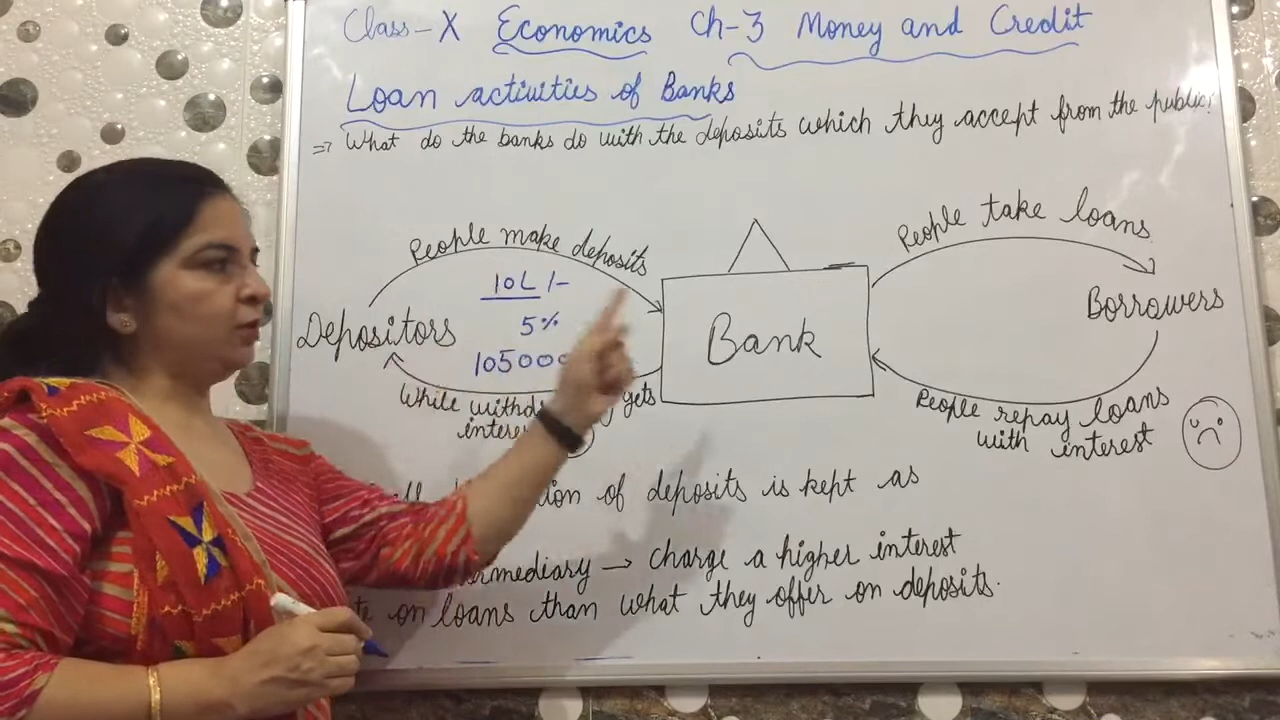 Class-X Economics Ch-3 Money and Credit
Loan activities of Banks
⇒ What do the banks do with the deposits which they accept from the public?
People make deposits
10L/-
5%
Depositors
10500
While gets
Bank
People take loans
Borrowers
People repay loans
with interest
of deposits is kept as
→ charge a higher interest
on loans than what they offer on deposits.